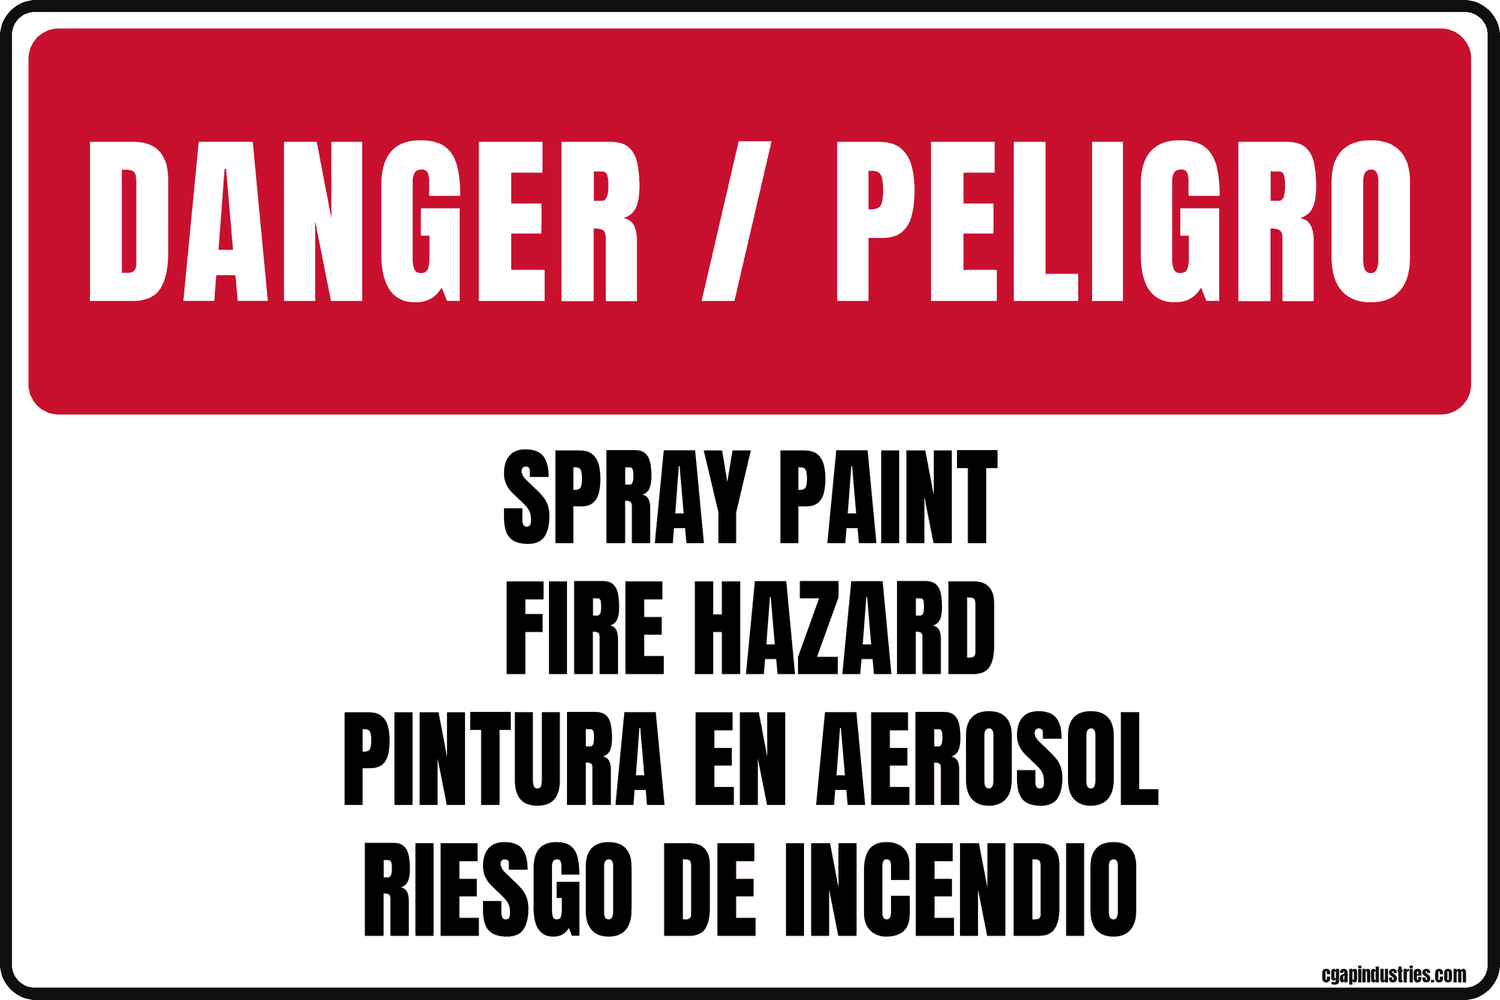 DANGER / PELIGRO
SPRAY PAINT
FIRE HAZARD
PINTURA EN AEROSOL
RIESGO DE INCENDIO
cgapindustries.com